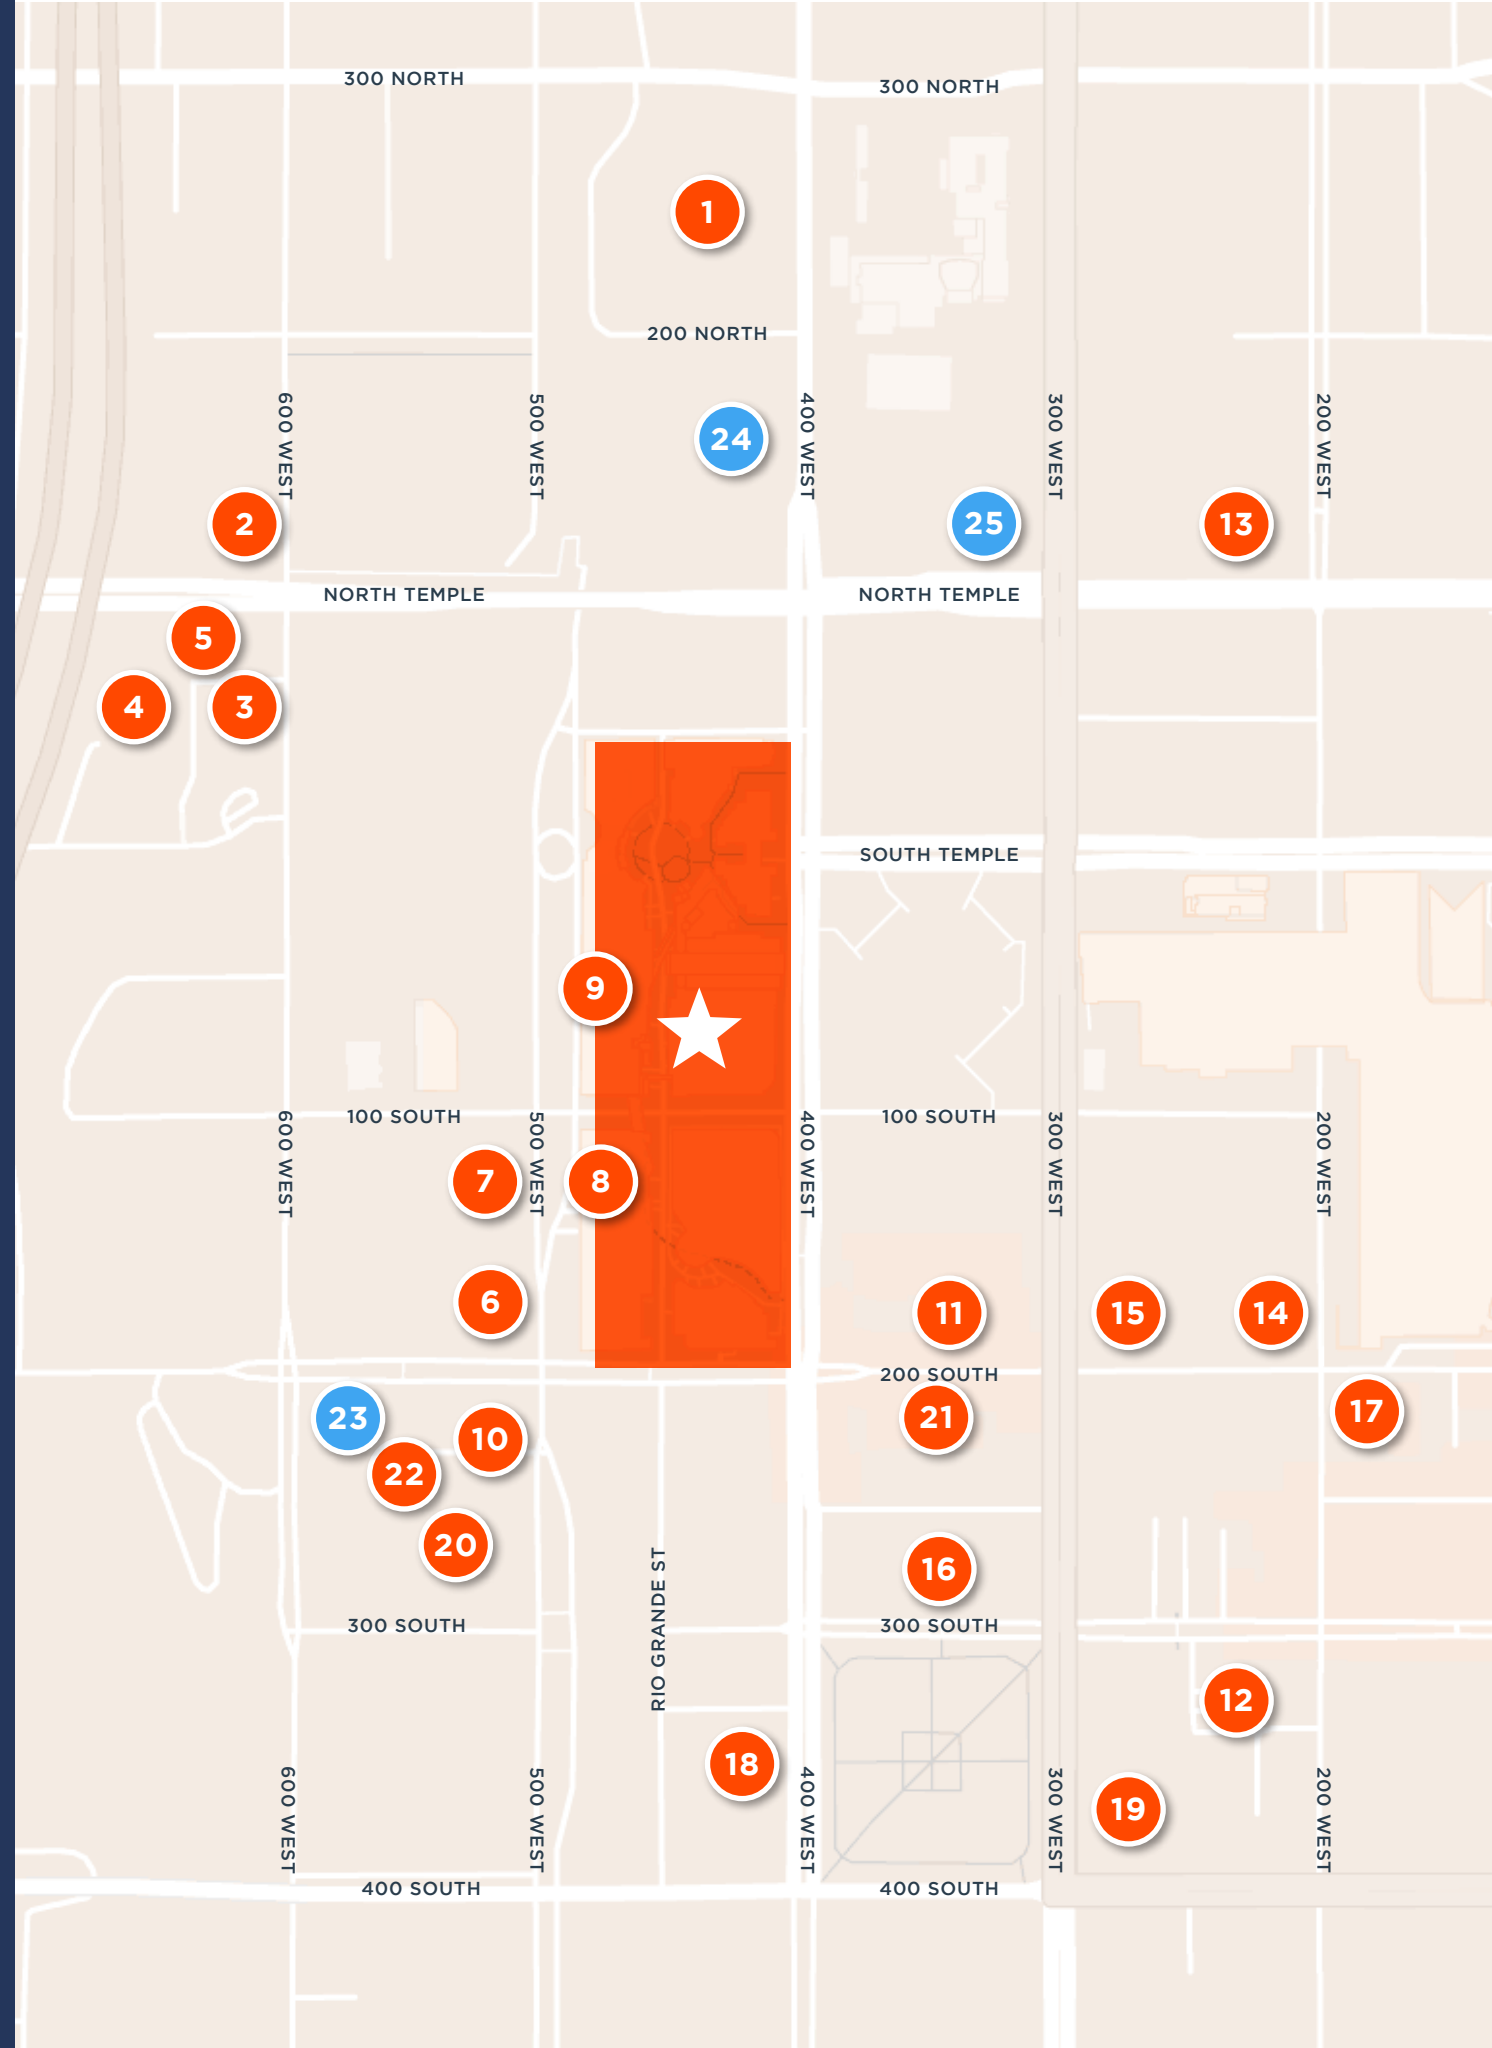 300 NORTH
300 NORTH
1
200 NORTH
600 WEST
500 WEST
400 WEST
300 WEST
200 WEST
24
2
25
13
NORTH TEMPLE
NORTH TEMPLE
5
4
3
SOUTH TEMPLE
9
100 SOUTH
100 SOUTH
600 WEST
500 WEST
400 WEST
300 WEST
200 WEST
7
8
6
11
15
14
200 SOUTH
23
10
21
17
22
20
16
RIO GRANDE ST
300 SOUTH
300 SOUTH
12
18
19
600 WEST
500 WEST
400 WEST
300 WEST
200 WEST
400 SOUTH
400 SOUTH